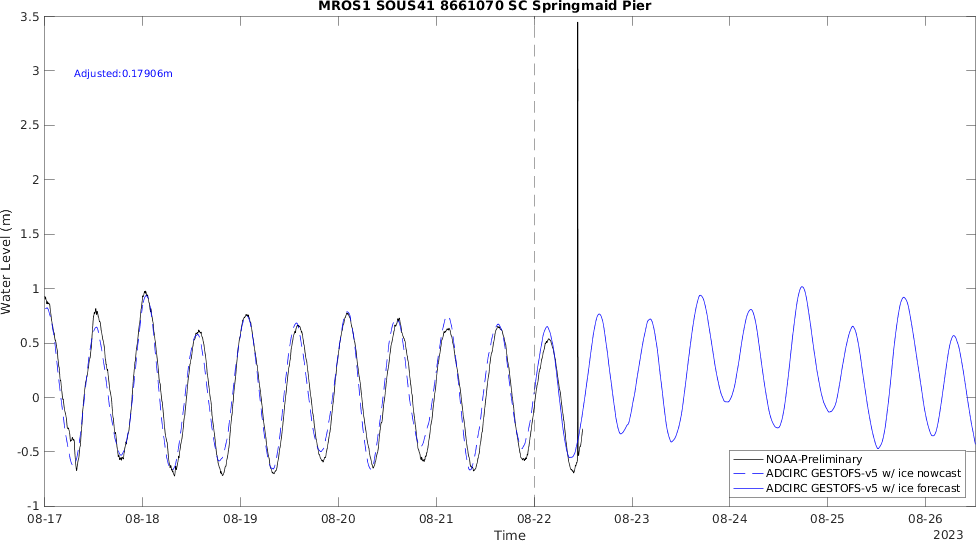 MROS1 SOUS41 8661070 SC Springmaid Pier
3.5
3
2.5
2
1.5
1
0.5
0
-0.5
-1
Water Level (m)
Adjusted:0.17906m
NOAA-Preliminary
ADCIRC GESTOFS-v5 w/ ice nowcast
ADCIRC GESTOFS-v5 w/ ice forecast
08-17 08-18 08-19 08-20 08-21 08-22 08-23 08-24 08-25 08-26
Time
2023